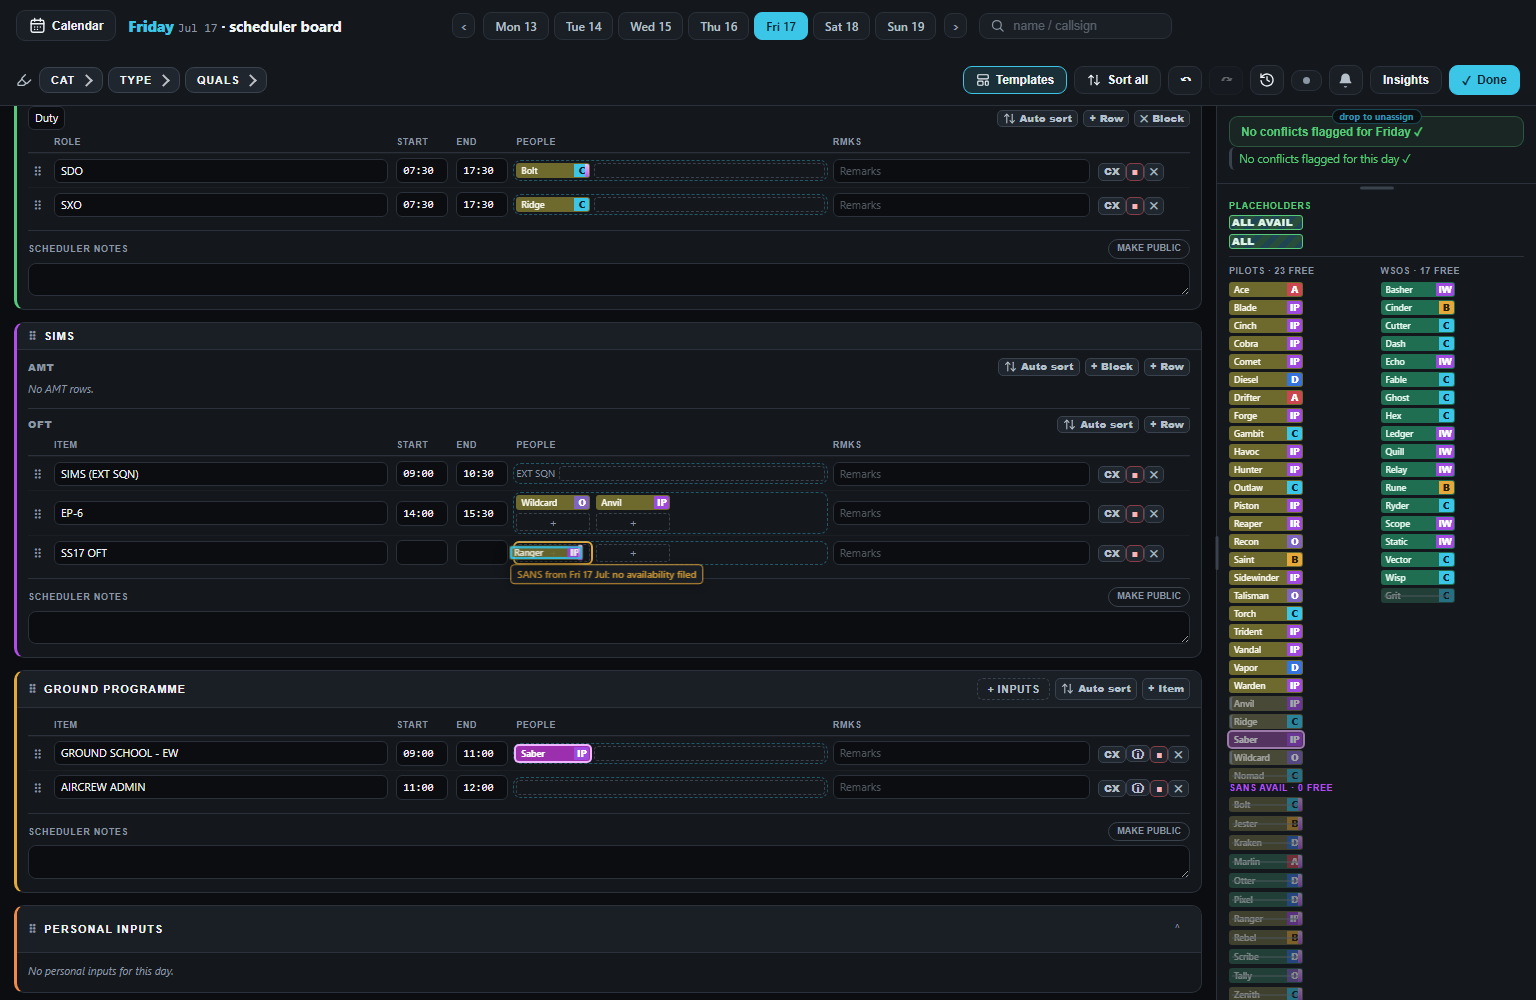 Calendar
Friday Jul 17 · scheduler board
‹ Mon 13 Tue 14 Wed 15 Thu 16 Fri 17 Sat 18 Sun 19 ›
name / callsign
CAT TYPE QUALS
Templates
Sort all
Insights
✓ Done
Duty
Auto sort + Row × Block
ROLE START END PEOPLE RMKS
SDO 07:30 17:30 Bolt C Remarks CX
SXO 07:30 17:30 Ridge C Remarks CX
SCHEDULER NOTES MAKE PUBLIC
SIMS
AMT Auto sort + Block + Row
No AMT rows.
OFT Auto sort + Row
ITEM START END PEOPLE RMKS
SIMS (EXT SQN) 09:00 10:30 EXT SQN Remarks CX
EP-6 14:00 15:30 Wildcard O Anvil IP Remarks CX
+ +
SS17 OFT Ranger IP + Remarks CX
SANS from Fri 17 Jul: no availability filed
SCHEDULER NOTES MAKE PUBLIC
GROUND PROGRAMME + INPUTS Auto sort + Item
ITEM START END PEOPLE RMKS
GROUND SCHOOL - EW 09:00 11:00 Saber IP Remarks CX
AIRCREW ADMIN 11:00 12:00 Remarks CX
SCHEDULER NOTES MAKE PUBLIC
PERSONAL INPUTS
No personal inputs for this day.
drop to unassign
No conflicts flagged for Friday ✓
No conflicts flagged for this day ✓
PLACEHOLDERS
ALL AVAIL
ALL
PILOTS · 23 FREE
Ace A
Blade IP
Cinch IP
Cobra IP
Comet IP
Diesel D
Drifter A
Forge IP
Gambit C
Havoc IP
Hunter IP
Outlaw C
Piston IP
Reaper IR
Recon O
Saint B
Sidewinder IP
Talisman O
Torch C
Trident IP
Vandal IP
Vapor D
Warden IP
Anvil IP
Ridge C
Saber IP
Wildcard O
Nomad C
WSOS · 17 FREE
Basher IW
Cinder B
Cutter C
Dash C
Echo IW
Fable C
Ghost C
Hex C
Ledger IW
Quill IW
Relay IW
Rune B
Ryder C
Scope IW
Static IW
Vector C
Wisp C
Grit C
SANS AVAIL · 0 FREE
Bolt C
Jester B
Kraken D
Marlin A
Otter D
Pixel D
Ranger IP
Rebel B
Scribe D
Tally O
Zenith C